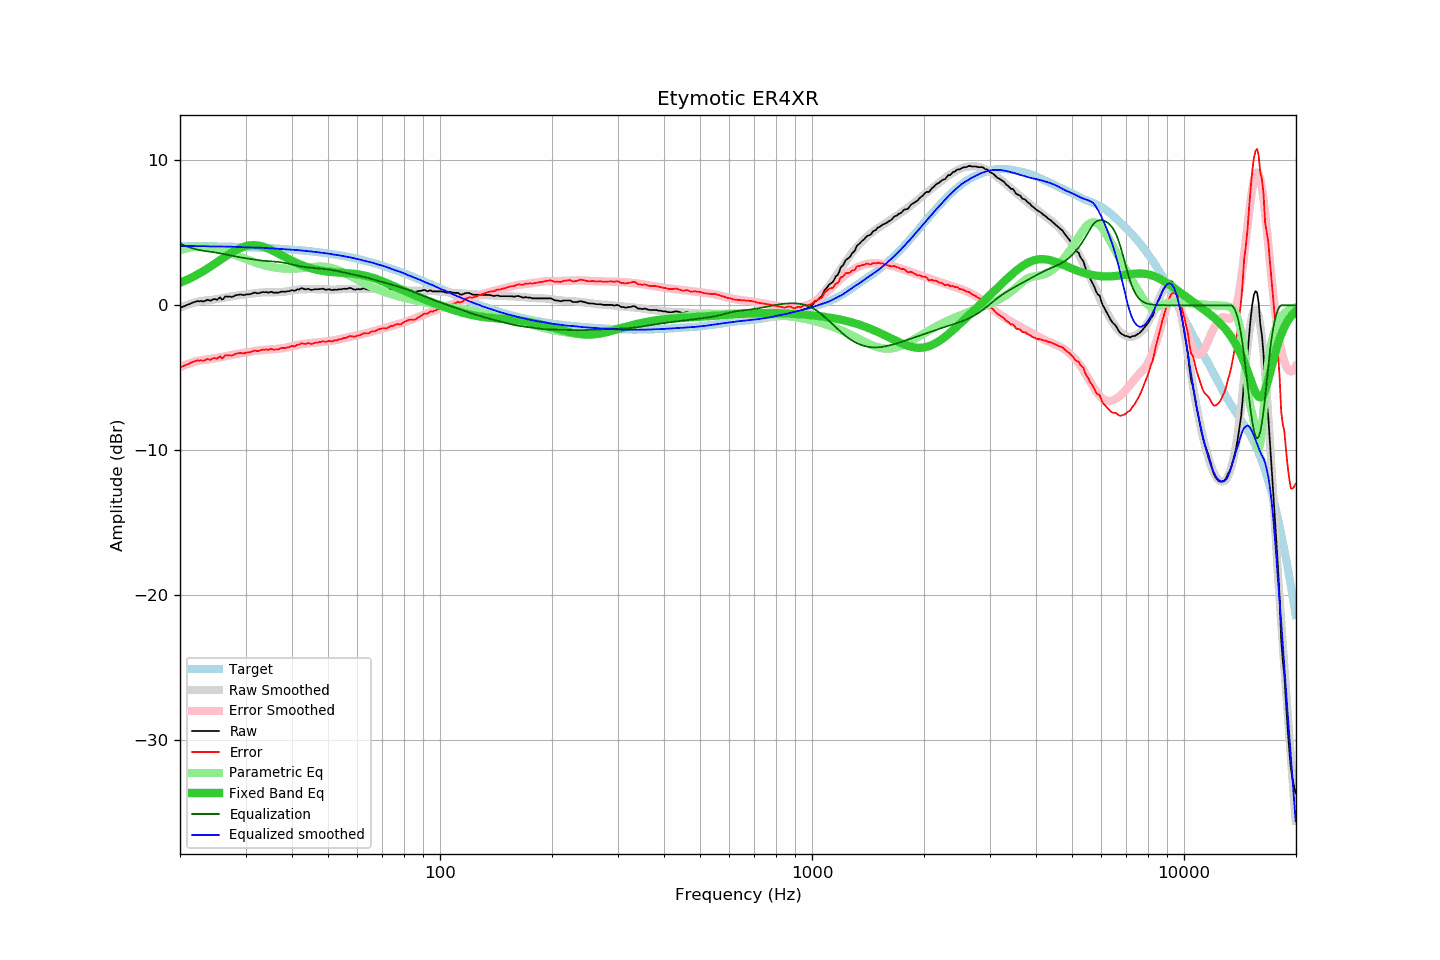 Etymotic ER4XR
10
0
−10
−20
−30
Amplitude (dBr)
Target
Raw Smoothed
Error Smoothed
Raw
Error
Parametric Eq
Fixed Band Eq
Equalization
Equalized smoothed
100
1000
10000
Frequency (Hz)